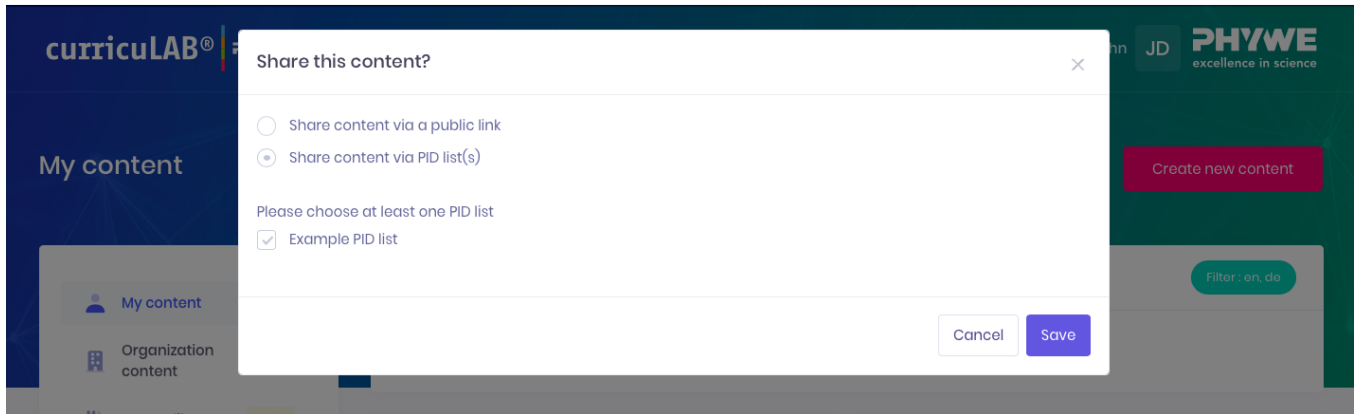 curricuLAB®
Share this content?
hn JD PHYWE
excellence in science
Share content via a public link
Share content via PID list(s)
My content
Create new content
Please choose at least one PID list
Example PID list
Filter : en, de
My content
Organization
content
Cancel Save